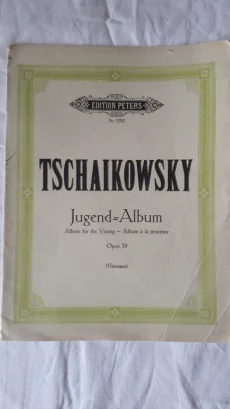 EDITION PETERS
TSCHAIKOWSKY
Jugend=Album
Album for the Young — Album à la jeunesse
Opus 39
(Niemann)